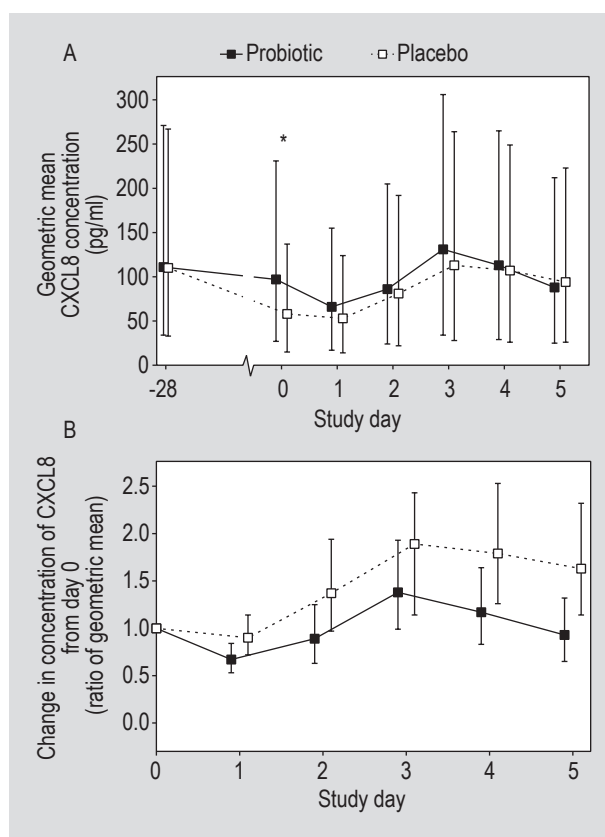 A
Probiotic Placebo
Geometric mean
CXCL8 concentration
(pg/ml)
300
250
200
150
100
50
0
*
-28 0 1 2 3 4 5
Study day
B
Change in concentration of CXCL8
from day 0
(ratio of geometric mean)
2.5
2.0
1.5
1.0
0.5
0.0
0 1 2 3 4 5
Study day